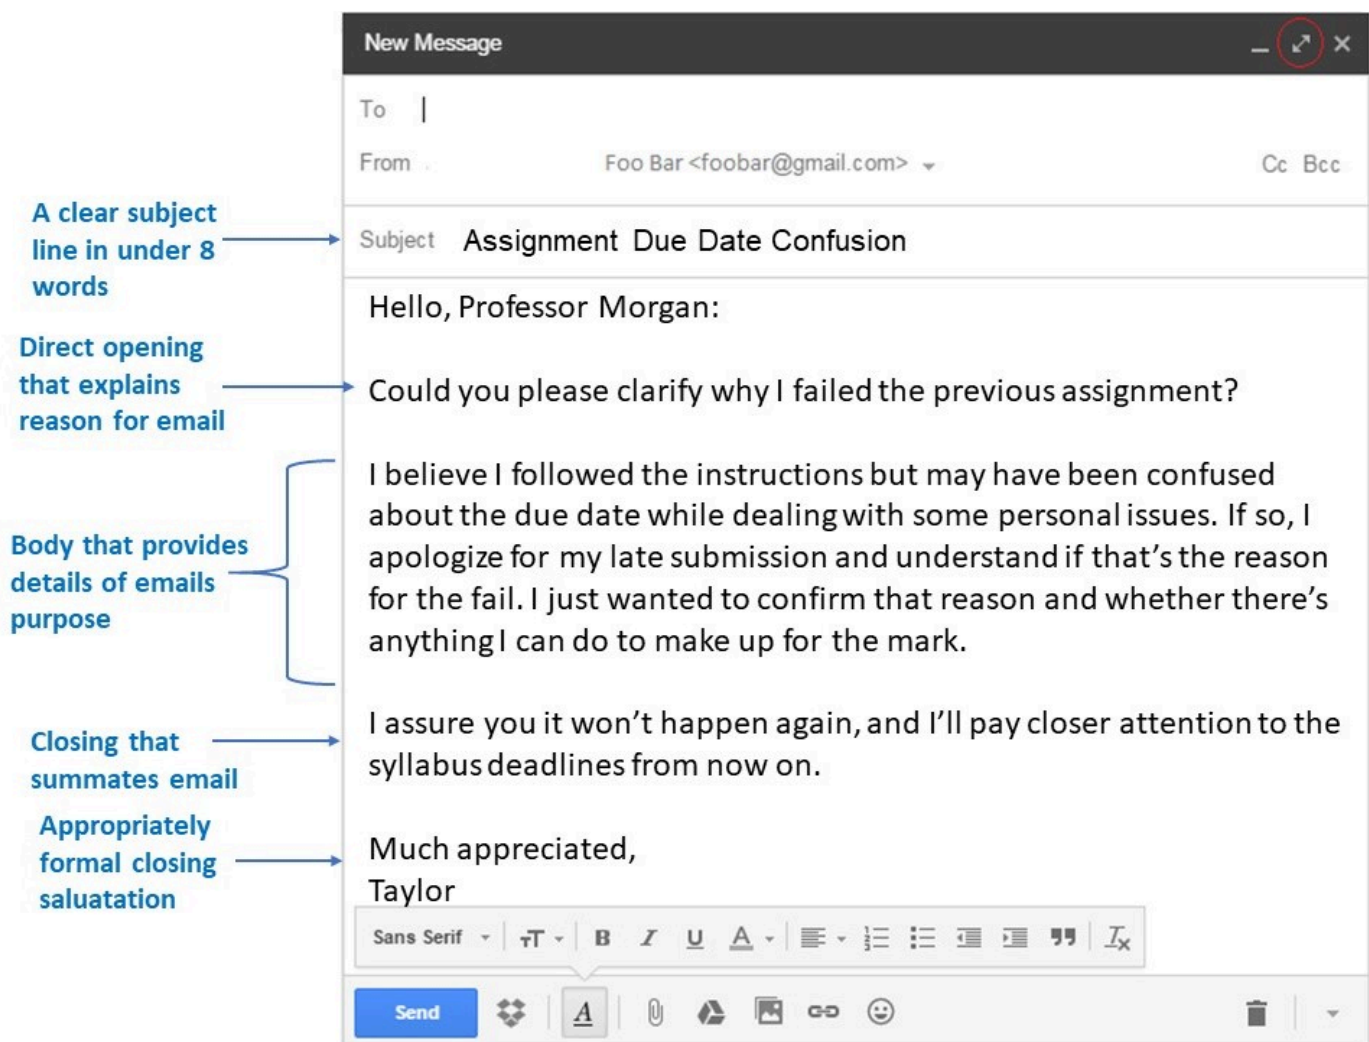 New Message
To
From Foo Bar <foobar@gmail.com> Cc Bcc
A clear subject
line in under 8
words
Subject Assignment Due Date Confusion
Hello, Professor Morgan:
Direct opening
that explains
reason for email
Could you please clarify why I failed the previous assignment?
Body that provides
details of emails
purpose
I believe I followed the instructions but may have been confused
about the due date while dealing with some personal issues. If so, I
apologize for my late submission and understand if that’s the reason
for the fail. I just wanted to confirm that reason and whether there’s
anything I can do to make up for the mark.
Closing that
summates email
I assure you it won’t happen again, and I’ll pay closer attention to the
syllabus deadlines from now on.
Appropriately
formal closing
saluatation
Much appreciated,
Taylor
Sans Serif TT B I U A
Send A